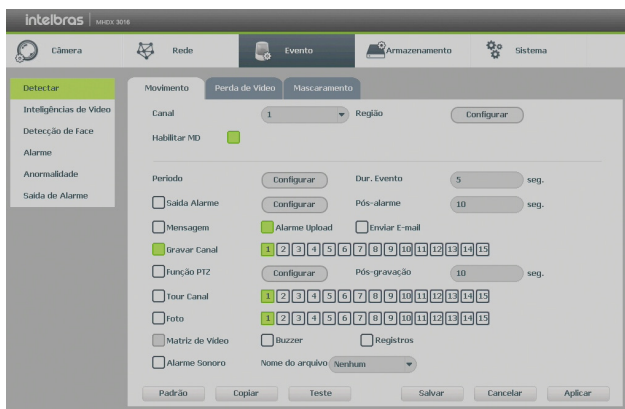 intelbras | MHDX 3016
Câmera Rede Evento Armazenamento Sistema
Detectar
Inteligências de Video
Detecção de Face
Alarme
Anormalidade
Saida de Alarme
Movimento Perda de Video Mascaramento
Canal 1 Região Configurar
Habilitar MD
Período Configurar Dur. Evento 5 seg.
Saida Alarme Configurar Pós-alarme 10 seg.
Mensagem Alarme Upload Enviar E-mail
Gravar Canal 1 2 3 4 5 6 7 8 9 10 11 12 13 14 15
Função PTZ Configurar Pós-gravação 10 seg.
Tour Canal 1 2 3 4 5 6 7 8 9 10 11 12 13 14 15
Foto 1 2 3 4 5 6 7 8 9 10 11 12 13 14 15
Matriz de Vídeo Buzzer Registros
Alarme Sonoro Nome do arquivo Nenhum
Padrão Copiar Teste Salvar Cancelar Aplicar